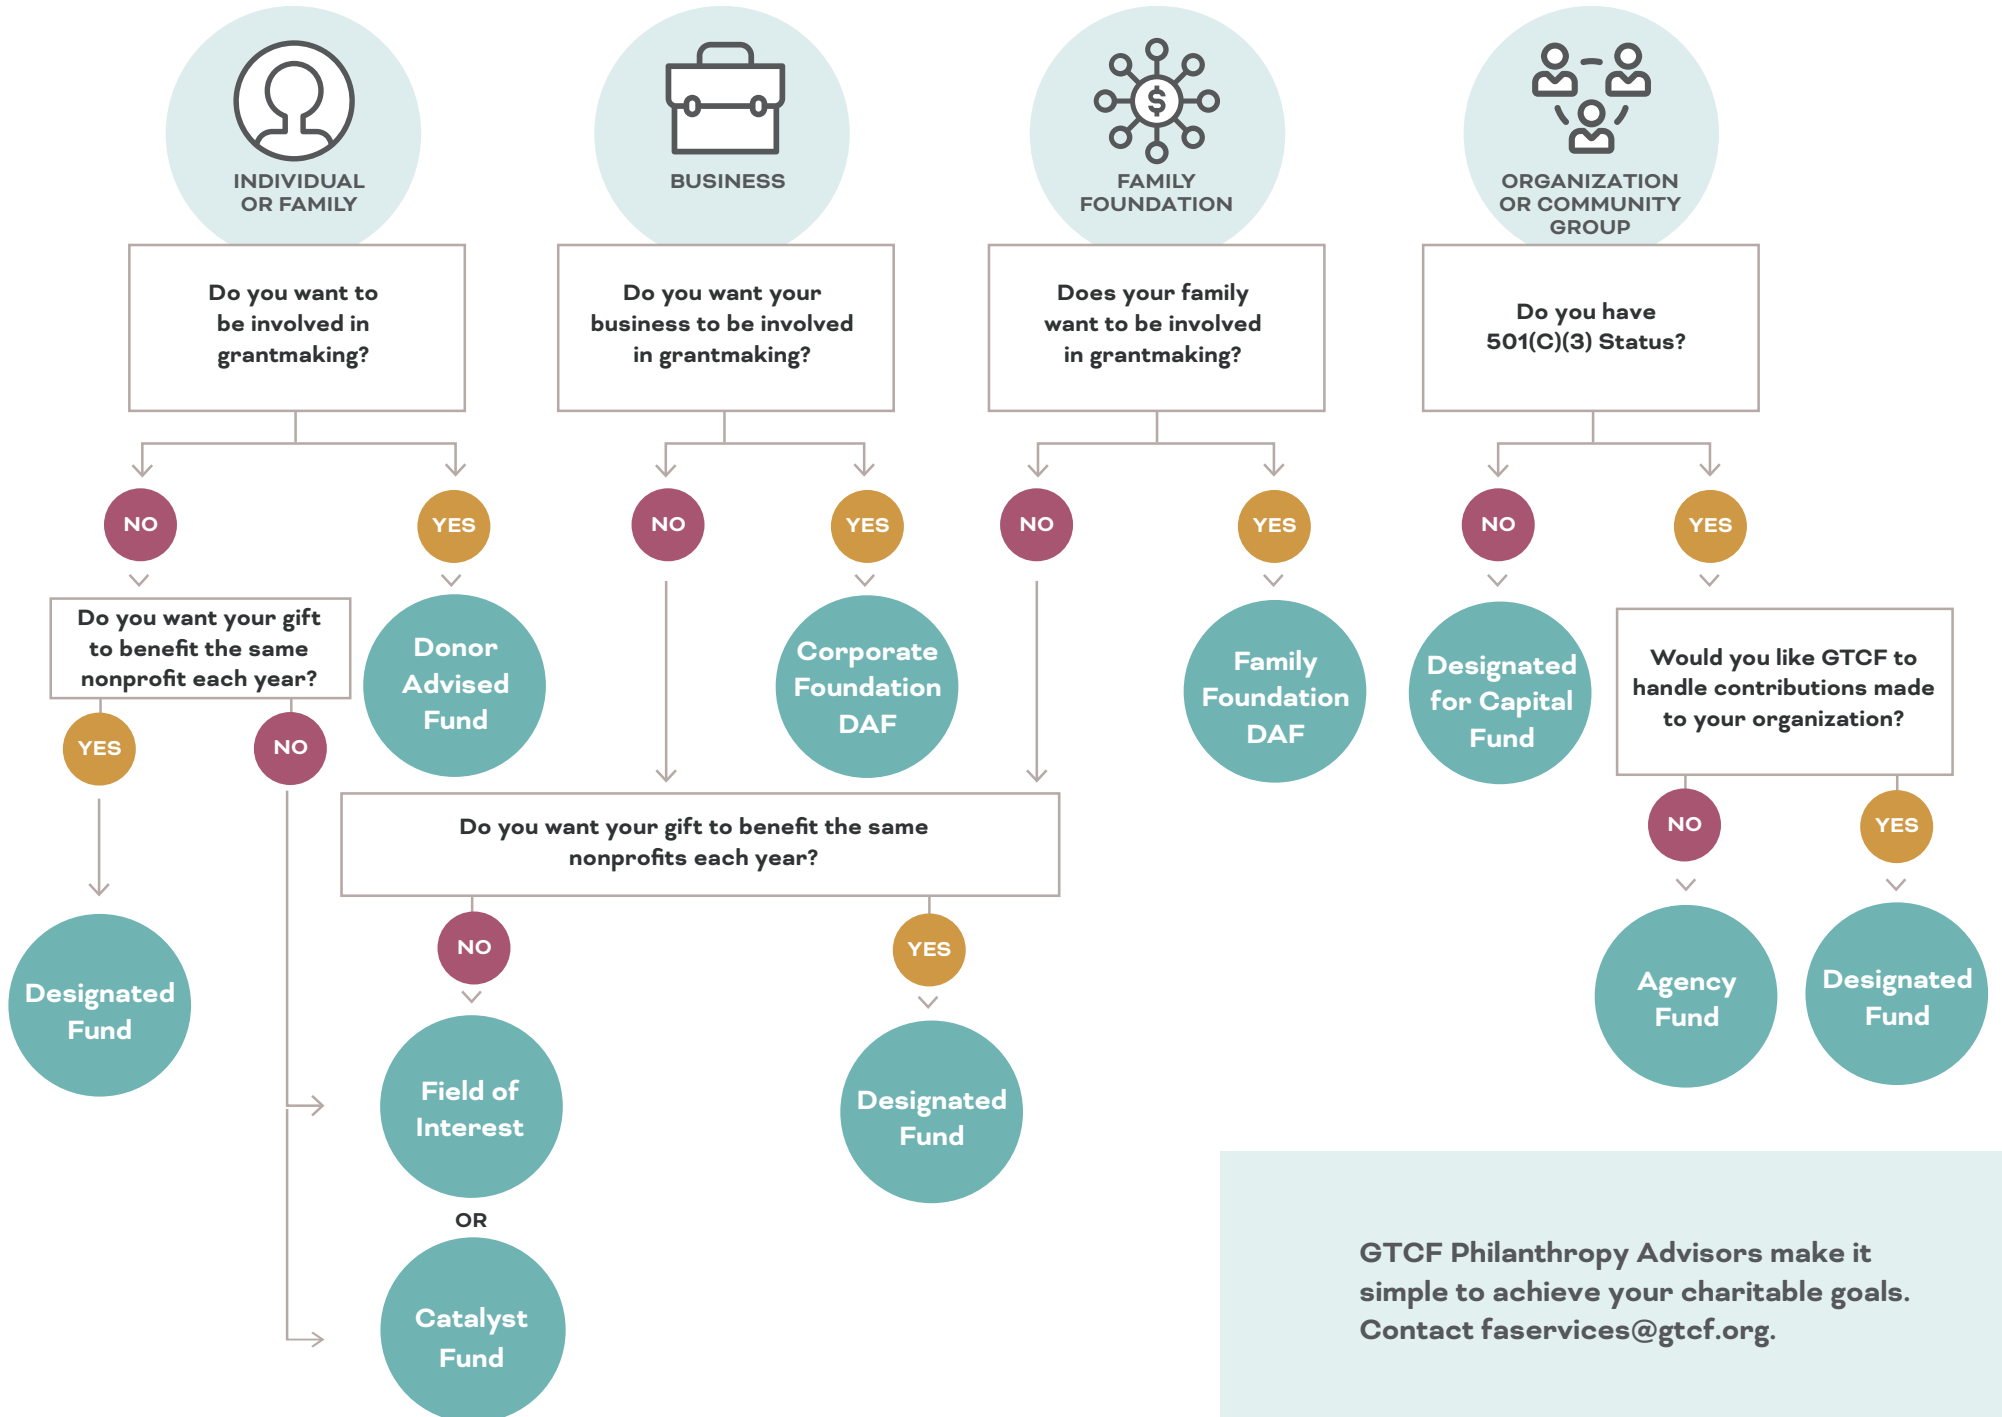 INDIVIDUAL
OR FAMILY
BUSINESS
FAMILY
FOUNDATION
ORGANIZATION
OR COMMUNITY
GROUP
Do you want to
be involved in
grantmaking?
Do you want your
business to be involved
in grantmaking?
Does your family
want to be involved
in grantmaking?
Do you have
501(C)(3) Status?
NO
YES
NO
YES
NO
YES
NO
YES
Do you want your gift
to benefit the same
nonprofit each year?
Donor
Advised
Fund
Corporate
Foundation
DAF
Family
Foundation
DAF
Designated
for Capital
Fund
Would you like GTCF to
handle contributions made
to your organization?
YES
NO
Do you want your gift to benefit the same
nonprofits each year?
NO
YES
NO
YES
Designated
Fund
Field of
Interest
OR
Catalyst
Fund
Designated
Fund
Agency
Fund
Designated
Fund
GTCF Philanthropy Advisors make it
simple to achieve your charitable goals.
Contact faservices@gtcf.org.